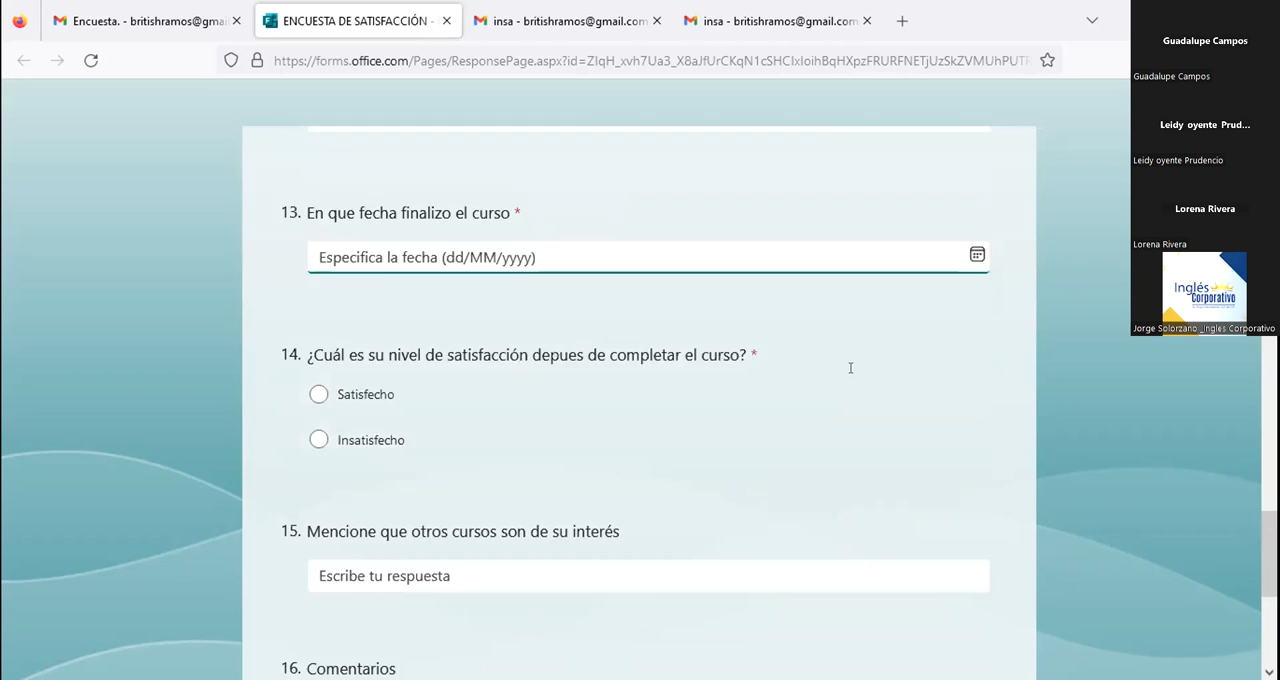 Encuesta. - britishramos@gmai
ENCUESTA DE SATISFACCIÓN -
insa - britishramos@gmail.com
insa - britishramos@gmail.com
https://forms.office.com/Pages/ResponsePage.aspx?id=
13. En que fecha finalizo el curso *
Especifica la fecha (dd/MM/yyyy)
14. ¿Cuál es su nivel de satisfacción depues de completar el curso? *
Satisfecho
Insatisfecho
15. Mencione que otros cursos son de su interés
Escribe tu respuesta
16. Comentarios
Guadalupe Campos
Guadalupe Campos
Leidy oyente Prud...
Leidy oyente Prudencio
Lorena Rivera
Lorena Rivera
Inglés
Corporativo
Jorge Solorzano _Ingles Corporativo